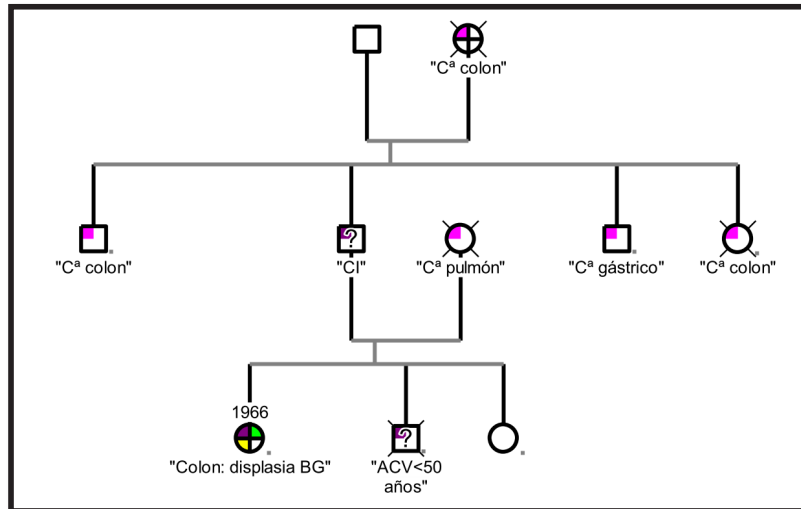 "Cª colon"
"Cª colon"
?
"CI"
"Cª pulmón"
"Cª gástrico"
"Cª colon"
1966
"Colon: displasia BG"
?
"ACV<50
años"